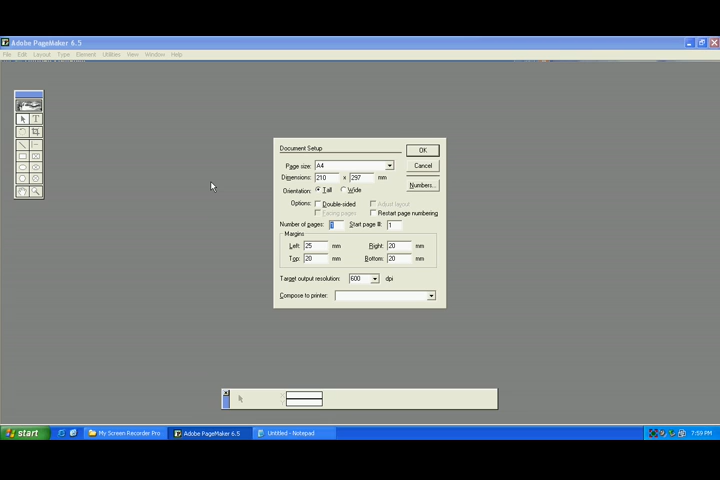 Adobe PageMaker 6.5
File Edit Layout Type Element Utilities View Window Help
T
Document Setup
OK
Page size: A4
Cancel
Dimensions: 210 x 297 mm
Numbers...
Orientation: Tall Wide
Options: Double-sided Adjust layout
Facing pages Restart page numbering
Number of pages: 1 Start page #: 1
Margins
Left: 25 mm Right: 20 mm
Top: 20 mm Bottom: 20 mm
Target output resolution: 600 dpi
Compose to printer:
start My Screen Recorder Pro Adobe PageMaker 6.5 Untitled - Notepad 7:59 PM